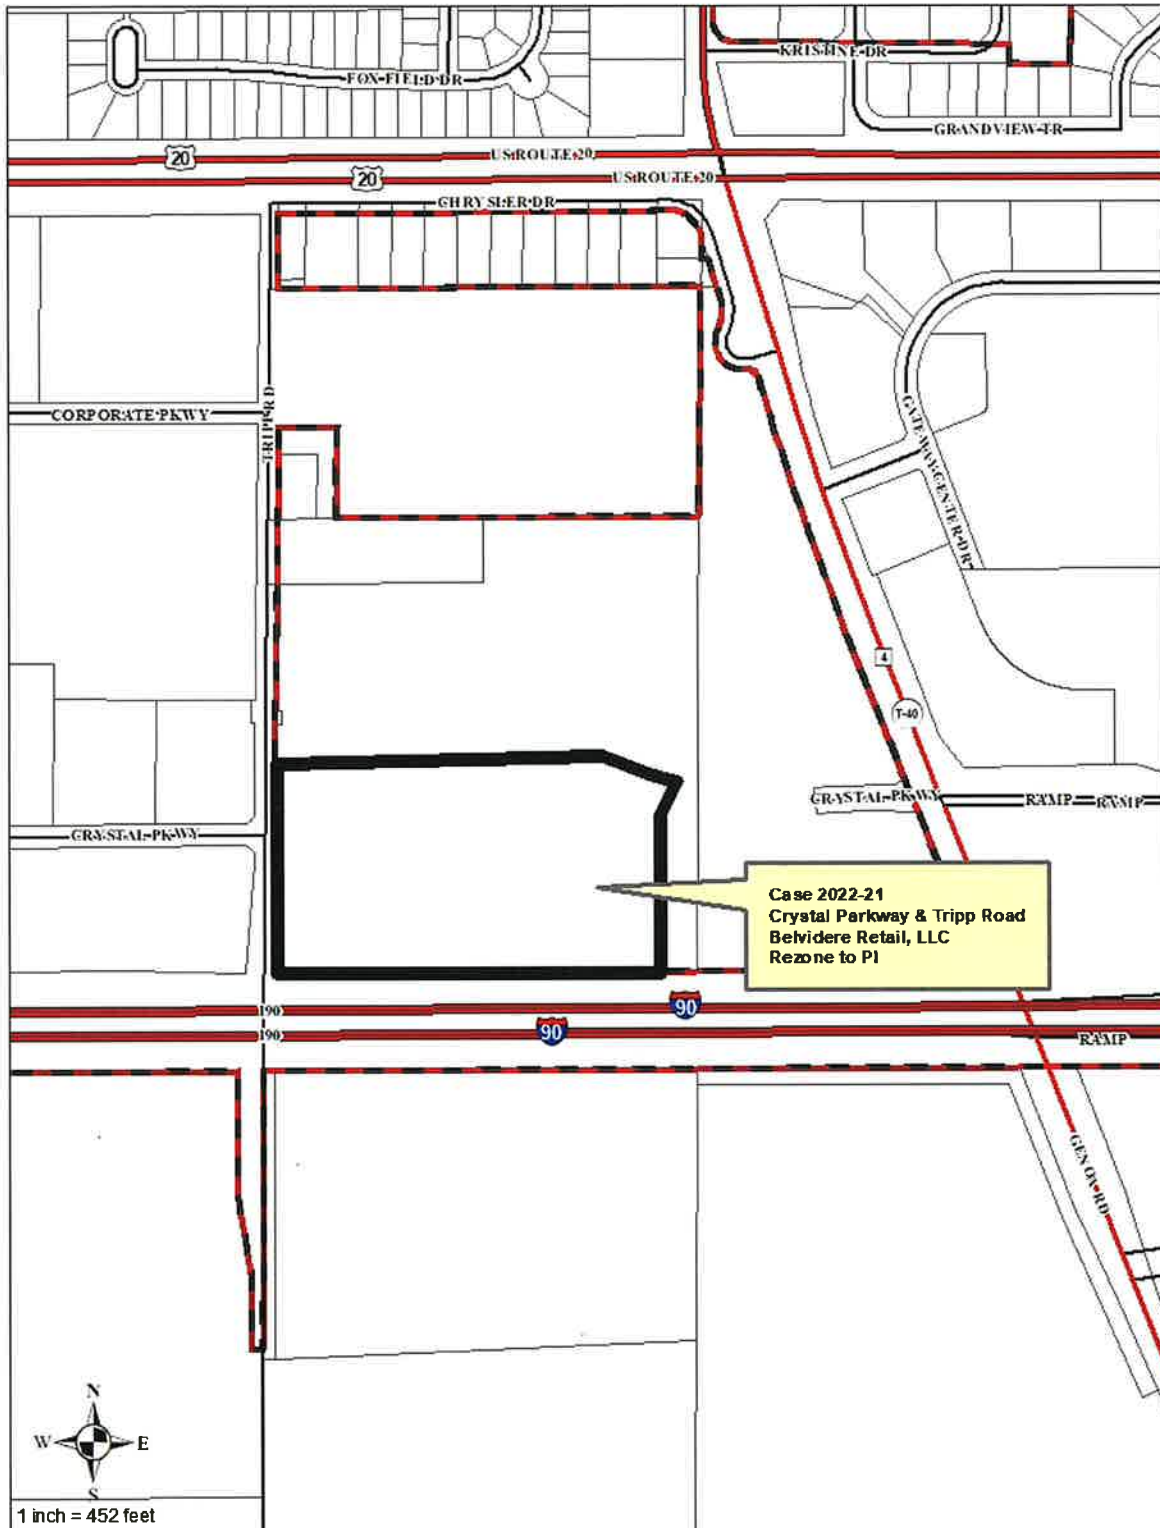 KRISTINE DR
FOX-FIELD DR
GRANDVIEW TR
20
US ROUTE 20
20
US ROUTE 20
CHRYSLER DR
CORPORATE PKWY
TRIPP RD
GATEWAY CENTER DR
4
T-40
CRYSTAL-PKWY
RAMP
RAMP
CRYSTAL-PKWY
Case 2022-21
Crystal Parkway & Tripp Road
Belvidere Retail, LLC
Rezone to PI
I90
90
I90
90
RAMP
GENOA RD
N
W E
S
1 inch = 452 feet